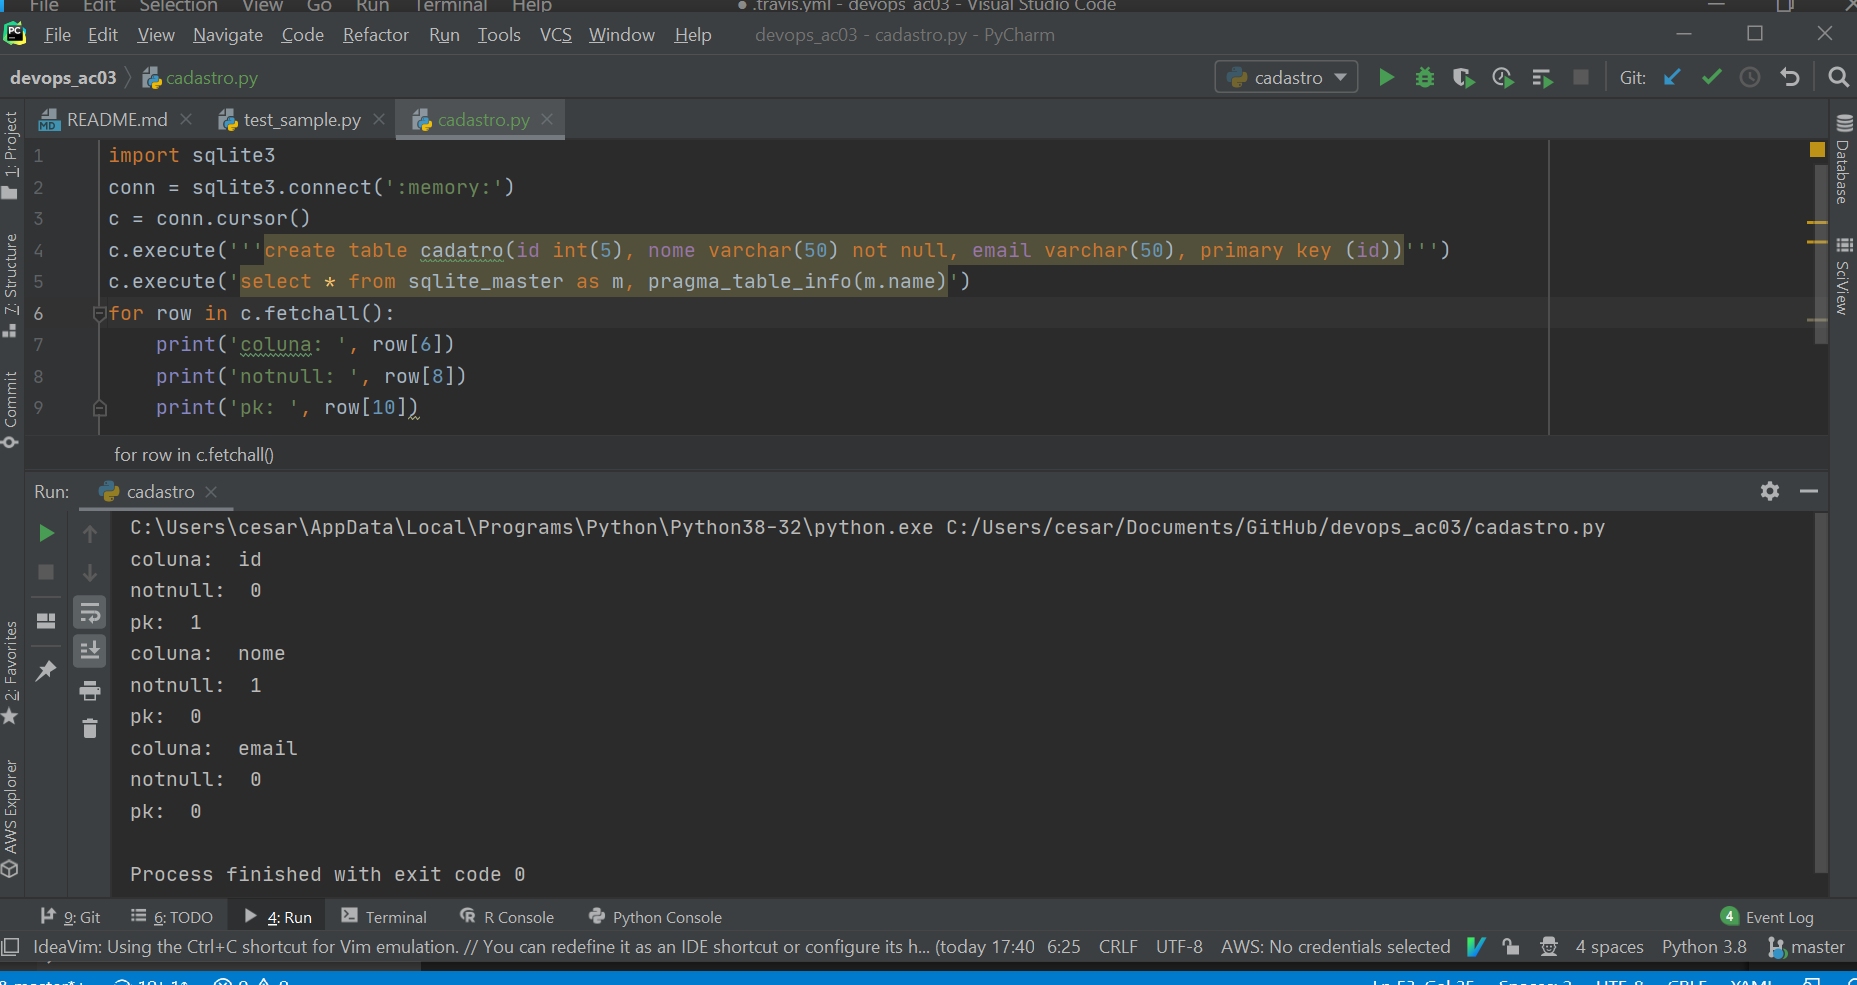 File Edit Selection View Go Run Terminal Help ● .travis.yml - devops_ac03 - Visual Studio Code
PC File Edit View Navigate Code Refactor Run Tools VCS Window Help devops_ac03 - cadastro.py - PyCharm
devops_ac03 cadastro.py cadastro Git:
README.md test_sample.py cadastro.py
1 import sqlite3
2 conn = sqlite3.connect(':memory:')
3 c = conn.cursor()
4 c.execute('''create table cadatro(id int(5), nome varchar(50) not null, email varchar(50), primary key (id))''')
5 c.execute('select * from sqlite_master as m, pragma_table_info(m.name)')
6 for row in c.fetchall():
7 print('coluna: ', row[6])
8 print('notnull: ', row[8])
9 print('pk: ', row[10])
for row in c.fetchall()
1: Project
7: Structure
Commit
2: Favorites
AWS Explorer
Database
SciView
Run: cadastro
C:\Users\cesar\AppData\Local\Programs\Python\Python38-32\python.exe C:/Users/cesar/Documents/GitHub/devops_ac03/cadastro.py
coluna:  id
notnull:  0
pk:  1
coluna:  nome
notnull:  1
pk:  0
coluna:  email
notnull:  0
pk:  0
Process finished with exit code 0
9: Git 6: TODO 4: Run Terminal R Console Python Console 4 Event Log
IdeaVim: Using the Ctrl+C shortcut for Vim emulation. // You can redefine it as an IDE shortcut or configure its h... (today 17:40 6:25 CRLF UTF-8 AWS: No credentials selected 4 spaces Python 3.8 master